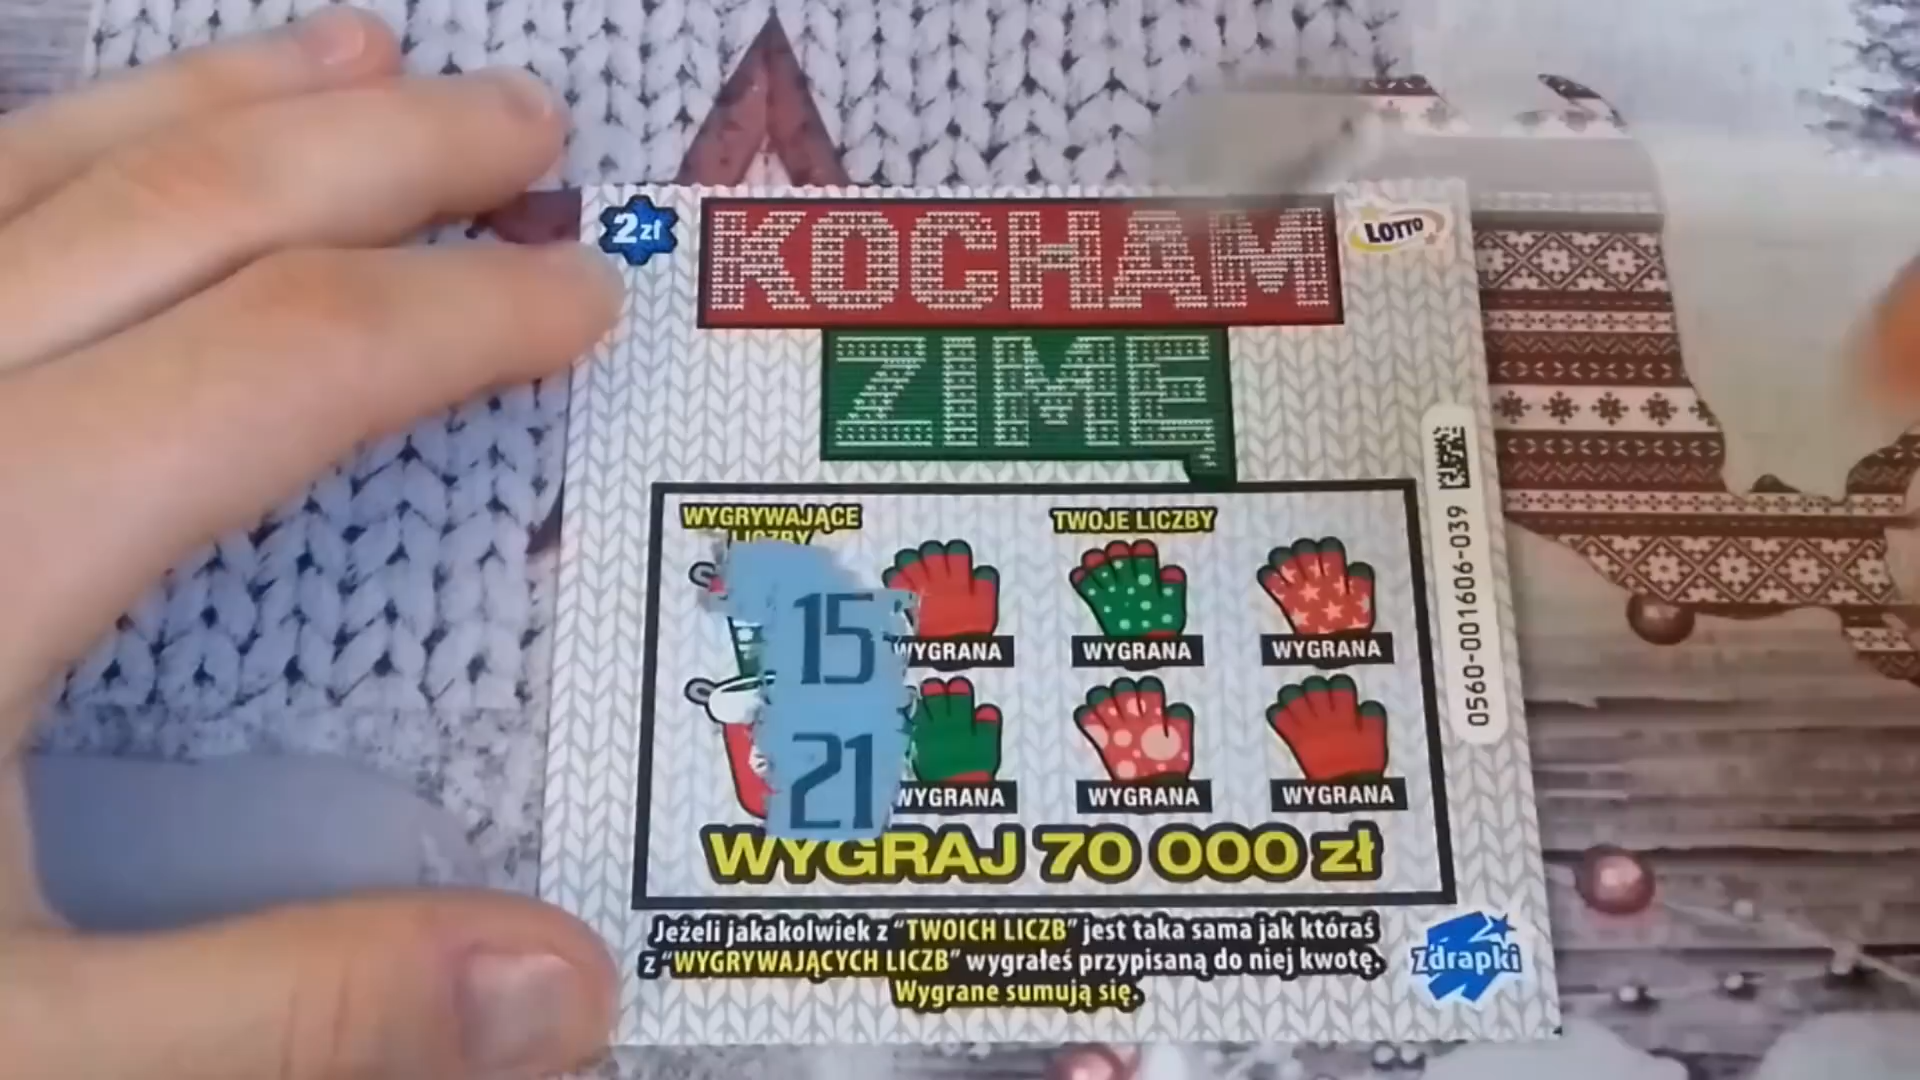 2zł
KOCHAM
LOTTO
ZIMĘ
WYGRYWAJĄCE
LICZBY
TWOJE LICZBY
15
WYGRANA
WYGRANA
WYGRANA
21
WYGRANA
WYGRANA
WYGRANA
WYGRAJ 70 000 zł
0560-001606-039
Jeżeli jakakolwiek z "TWOICH LICZB" jest taka sama jak któraś
z "WYGRYWAJĄCYCH LICZB" wygrałeś przypisaną do niej kwotę.
Wygrane sumują się.
Zdrapki